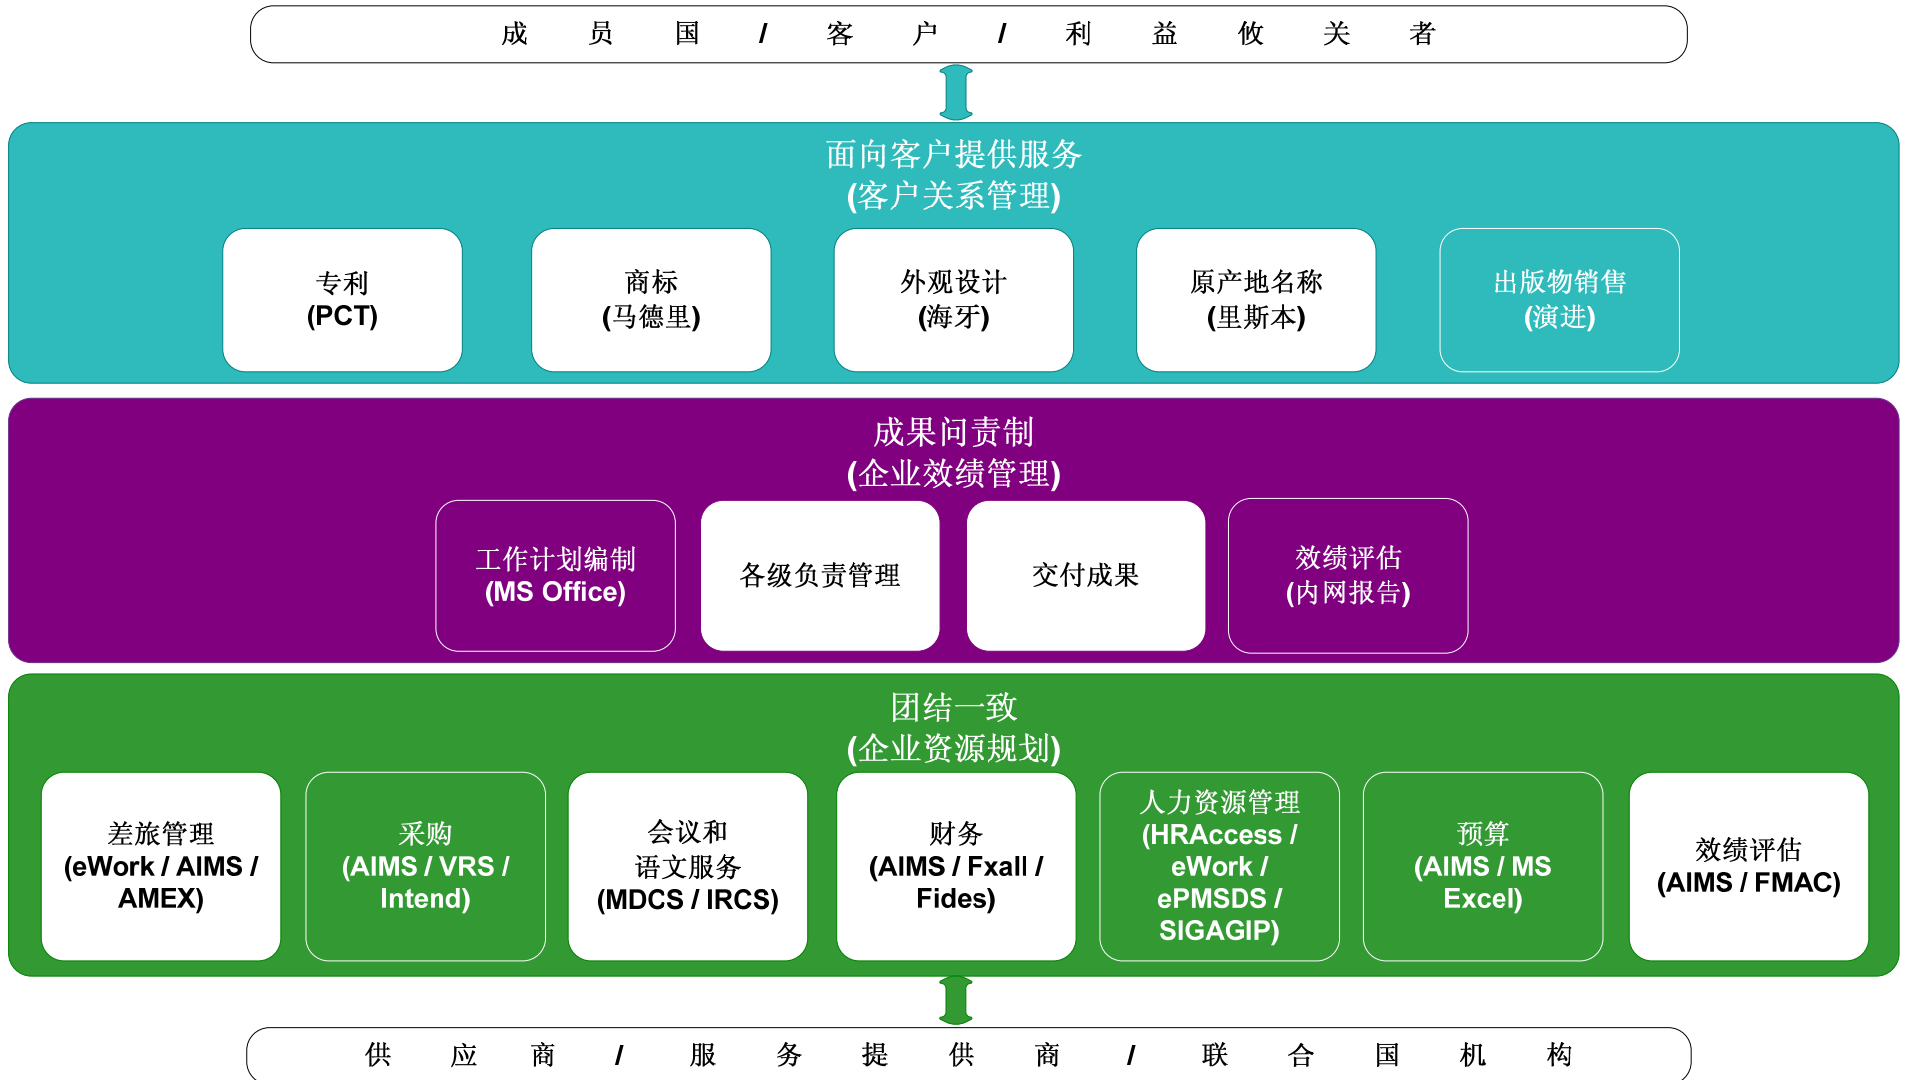 成员国/客户/利益攸关者
面向客户提供服务
(客户关系管理)
专利
(PCT)
商标
(马德里)
外观设计
(海牙)
原产地名称
(里斯本)
出版物销售
(演进)
成果问责制
(企业效绩管理)
工作计划编制
(MS Office)
各级负责管理
交付成果
效绩评估
(内网报告)
团结一致
(企业资源规划)
差旅管理
(eWork / AIMS /
AMEX)
采购
(AIMS / VRS /
Intend)
会议和
语文服务
(MDCS / IRCS)
财务
(AIMS / Fxall /
Fides)
人力资源管理
(HRAccess /
eWork /
ePMSDS /
SIGAGIP)
预算
(AIMS / MS
Excel)
效绩评估
(AIMS / FMAC)
供应商/服务提供商/联合国机构